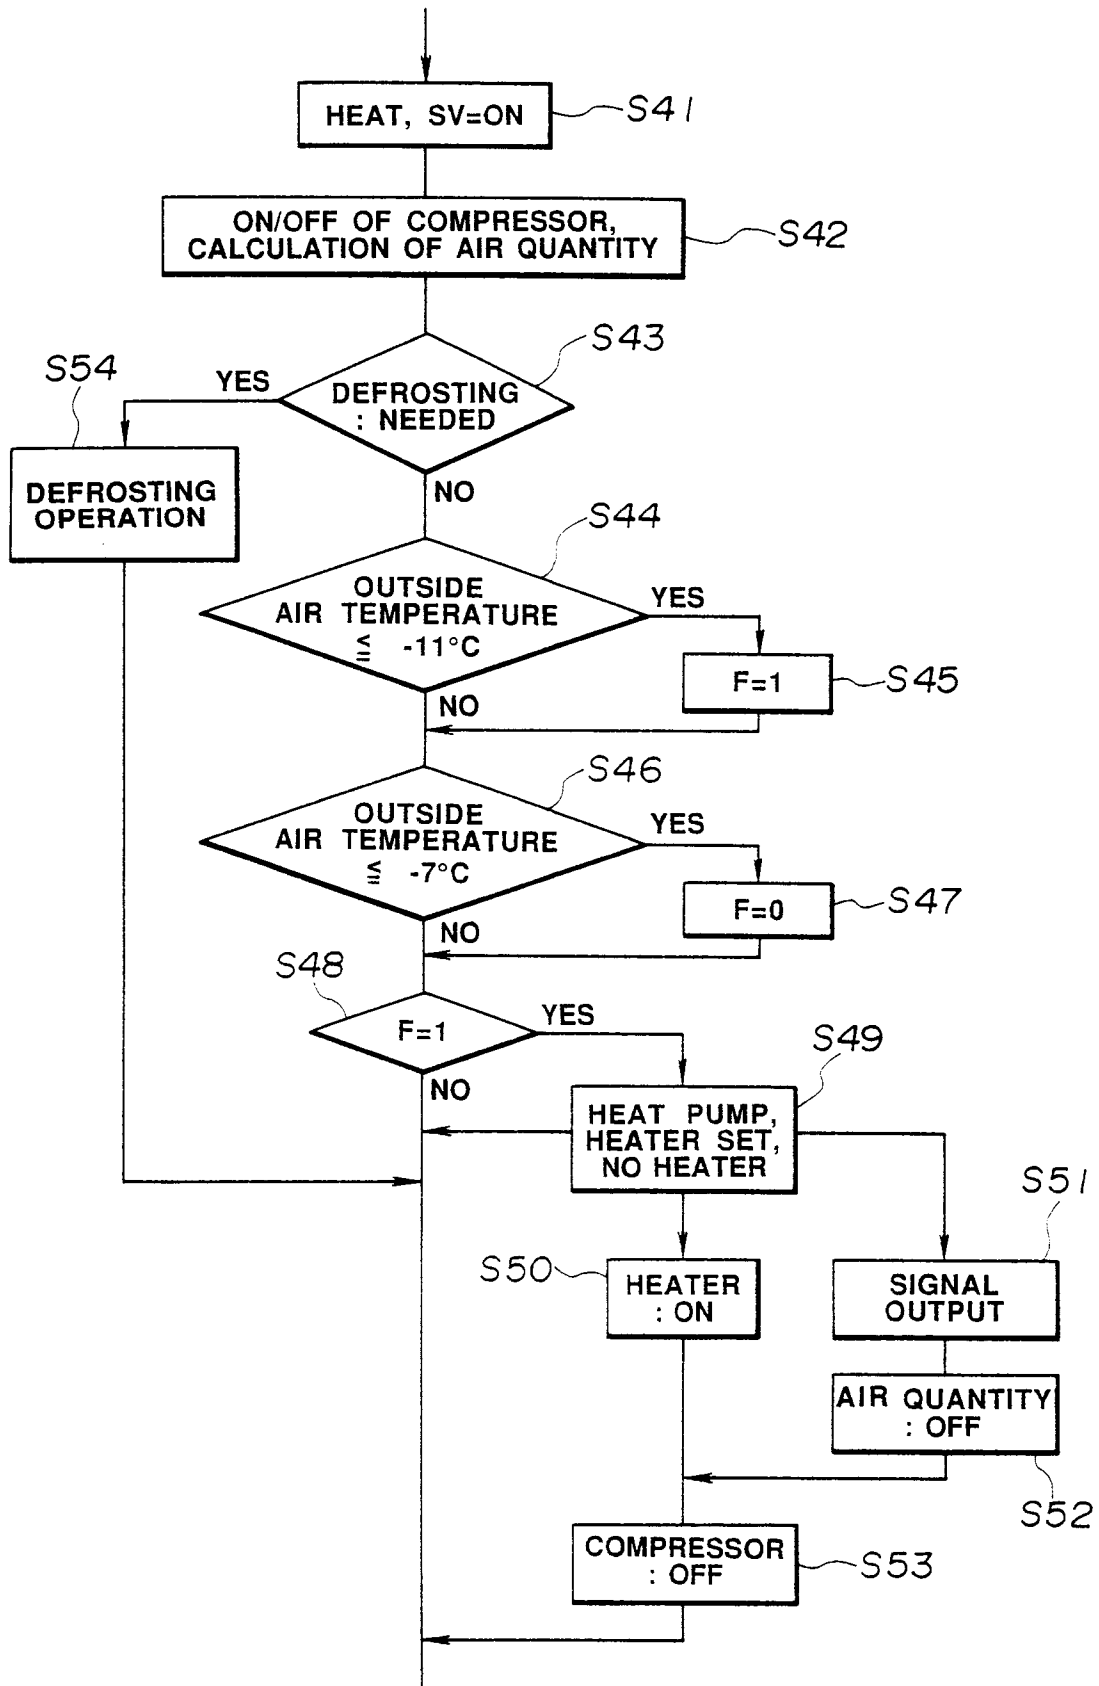 HEAT, SV=ON
S41
ON/OFF OF COMPRESSOR,
CALCULATION OF AIR QUANTITY
S42
S43
DEFROSTING
: NEEDED
YES
NO
S54
DEFROSTING
OPERATION
S44
OUTSIDE
AIR TEMPERATURE
≦ -11°C
YES
NO
F=1
S45
S46
OUTSIDE
AIR TEMPERATURE
≦ -7°C
YES
NO
F=0
S47
S48
F=1
YES
NO
S49
HEAT PUMP,
HEATER SET,
NO HEATER
S50
HEATER
: ON
S51
SIGNAL
OUTPUT
AIR QUANTITY
: OFF
S52
COMPRESSOR
: OFF
S53